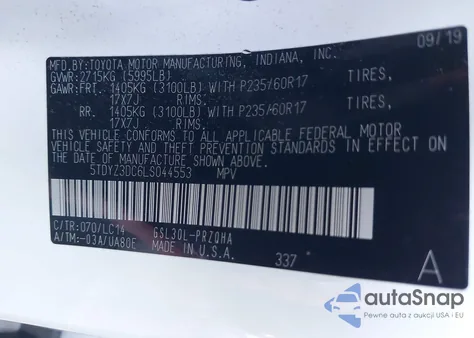 MFD.BY:TOYOTA MOTOR MANUFACTURING, INDIANA, INC. 09/19
GVWR:2715KG (5995LB)
GAWR:FRT. 1405KG (3100LB) WITH P235/60R17 TIRES,
17X7J RIMS.
RR. 1405KG (3100LB) WITH P235/60R17 TIRES,
17X7J RIMS.
THIS VEHICLE CONFORMS TO ALL APPLICABLE FEDERAL MOTOR
VEHICLE SAFETY AND THEFT PREVENTION STANDARDS IN EFFECT
ON THE DATE OF MANUFACTURE SHOWN ABOVE.
5TDYZ3DC6LS044553 MPV
C/TR:070/LC14 GSL30L-PRZQHA
A/TM:-03A/UA80E MADE IN U.S.A. 337 A
autoSnap
Pewne auta z aukcji USA i EU